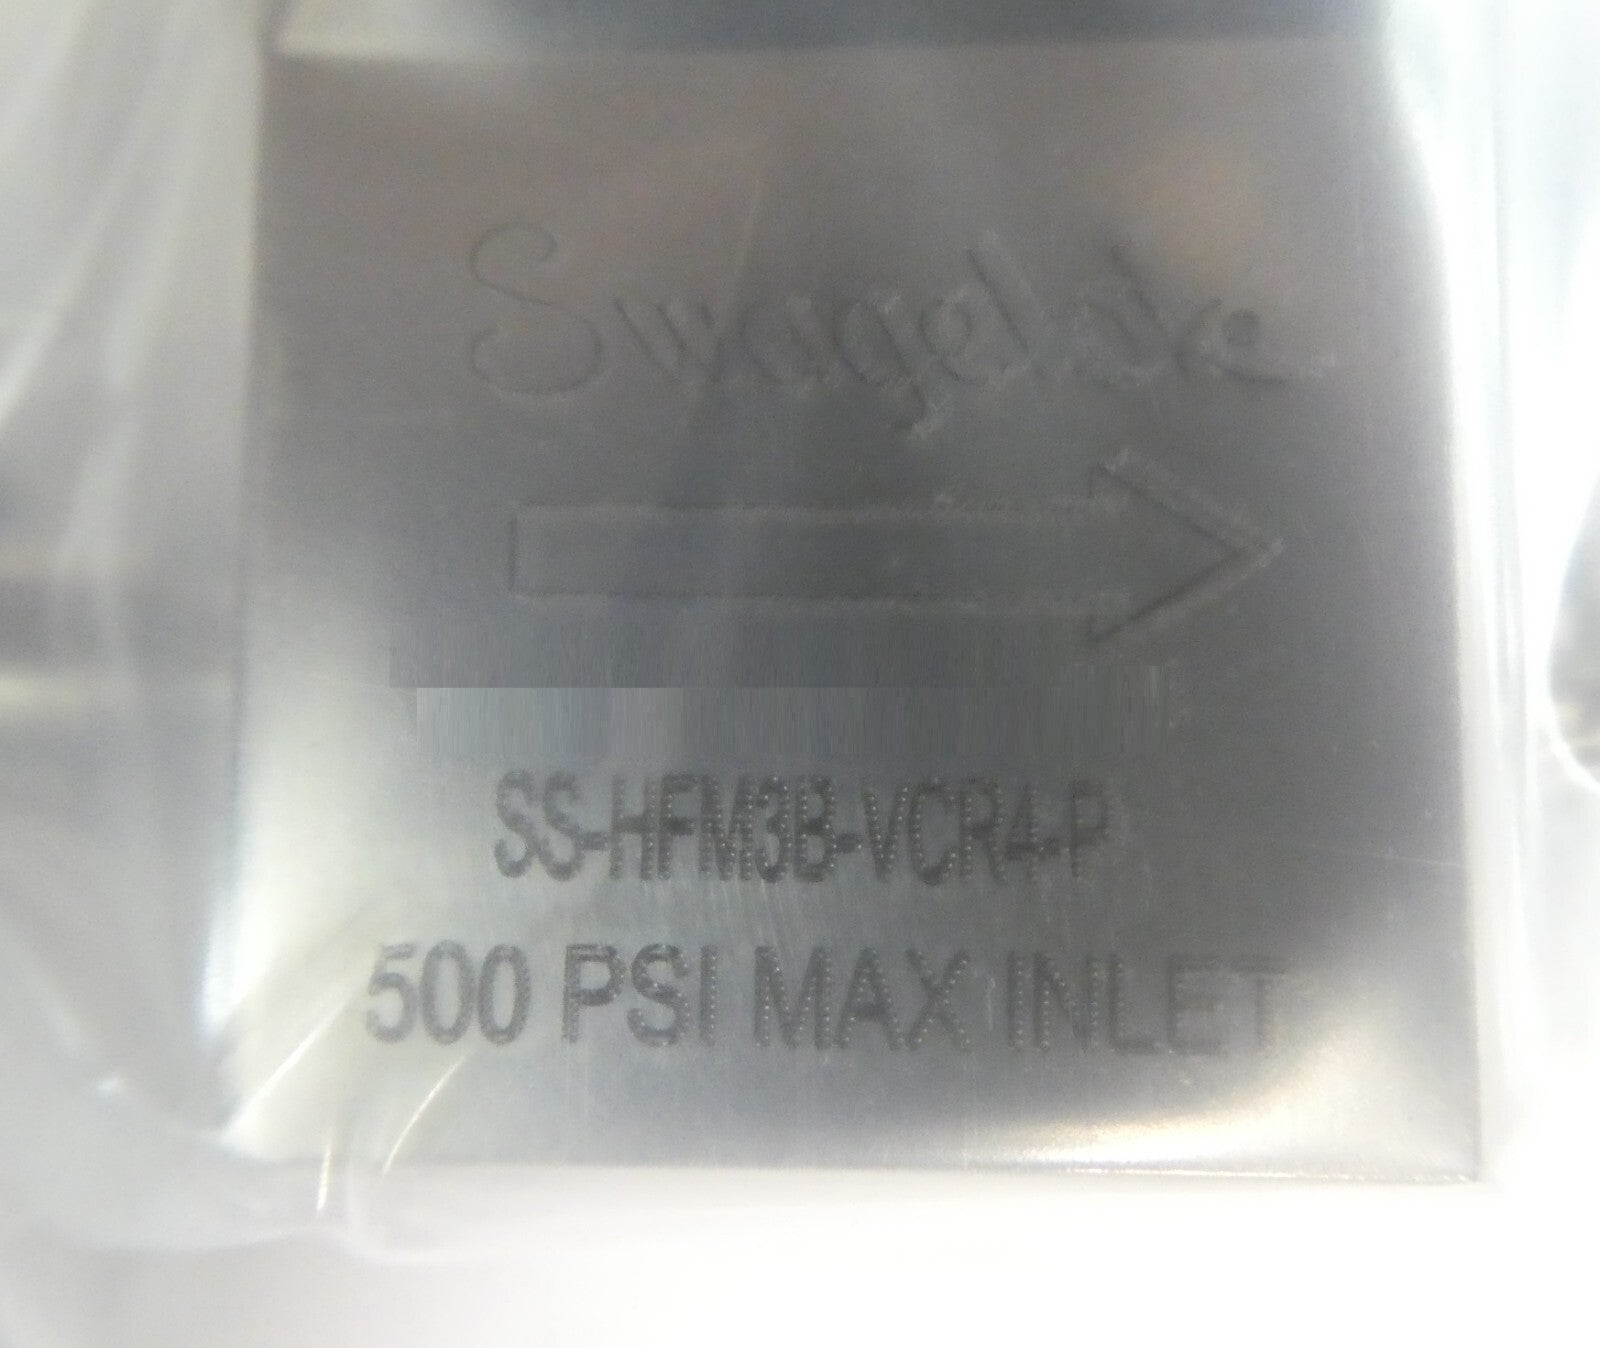 Swagelok
SS-HFM3B-VCR4-P
500 PSI MAX INLET